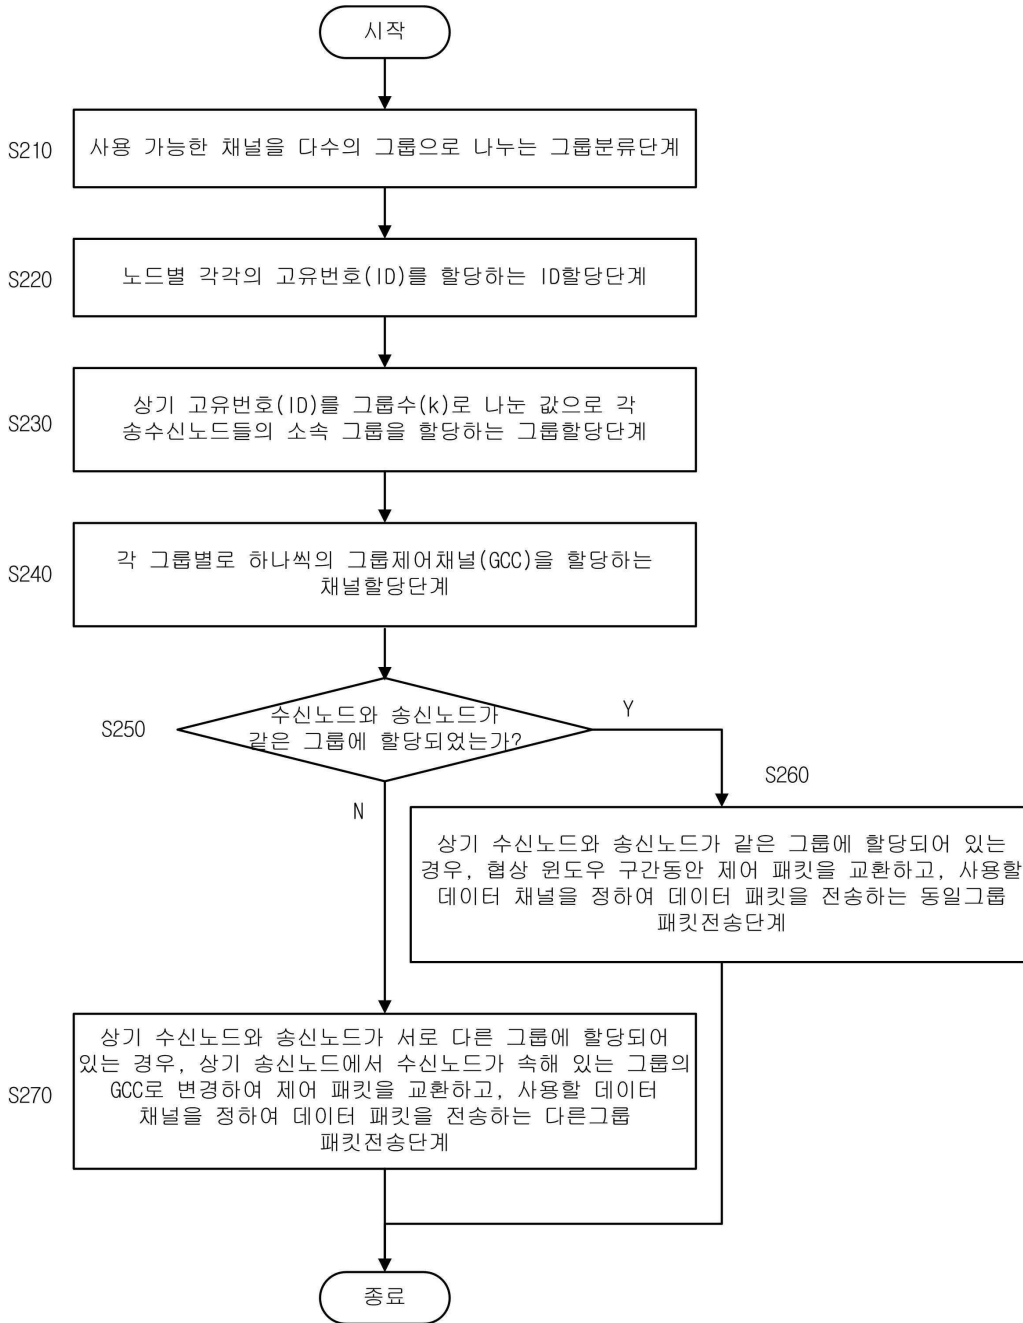 시작
S210
사용 가능한 채널을 다수의 그룹으로 나누는 그룹분류단계
S220
노드별 각각의 고유번호(ID)를 할당하는 ID할당단계
S230
상기 고유번호(ID)를 그룹수(k)로 나눈 값으로 각
송수신노드들의 소속 그룹을 할당하는 그룹할당단계
S240
각 그룹별로 하나씩의 그룹제어채널(GCC)을 할당하는
채널할당단계
S250
수신노드와 송신노드가
같은 그룹에 할당되었는가?
Y
N
S260
상기 수신노드와 송신노드가 같은 그룹에 할당되어 있는
경우, 협상 윈도우 구간동안 제어 패킷을 교환하고, 사용할
데이터 채널을 정하여 데이터 패킷을 전송하는 동일그룹
패킷전송단계
S270
상기 수신노드와 송신노드가 서로 다른 그룹에 할당되어
있는 경우, 상기 송신노드에서 수신노드가 속해 있는 그룹의
GCC로 변경하여 제어 패킷을 교환하고, 사용할 데이터
채널을 정하여 데이터 패킷을 전송하는 다른그룹
패킷전송단계
종료